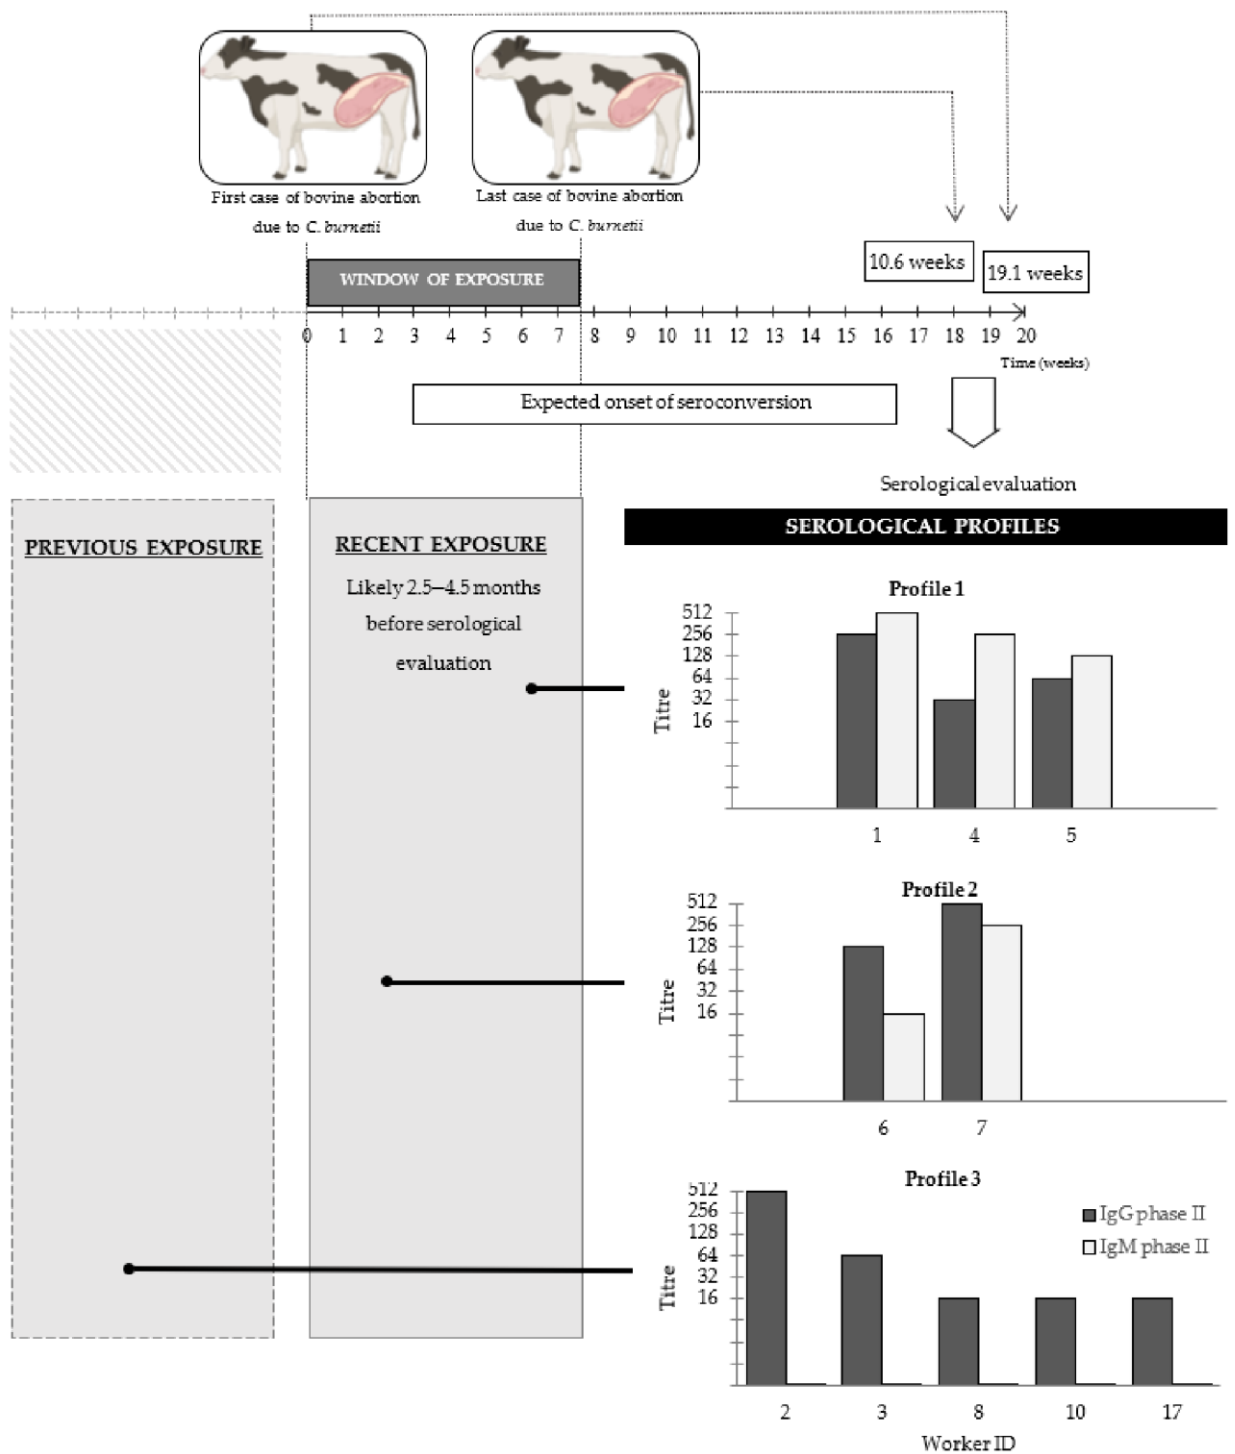 First case of bovine abortion
due to C. burnetii
Last case of bovine abortion
due to C. burnetii
10.6 weeks
19.1 weeks
WINDOW OF EXPOSURE
0 1 2 3 4 5 6 7 8 9 10 11 12 13 14 15 16 17 18 19 20
Time (weeks)
Expected onset of seroconversion
Serological evaluation
PREVIOUS EXPOSURE
RECENT EXPOSURE
Likely 2.5–4.5 months
before serological
evaluation
SEROLOGICAL PROFILES
Profile 1
Titre
512
256
128
64
32
16
1 4 5
Profile 2
Titre
512
256
128
64
32
16
6 7
Profile 3
Titre
512
256
128
64
32
16
IgG phase II
IgM phase II
2 3 8 10 17
Worker ID